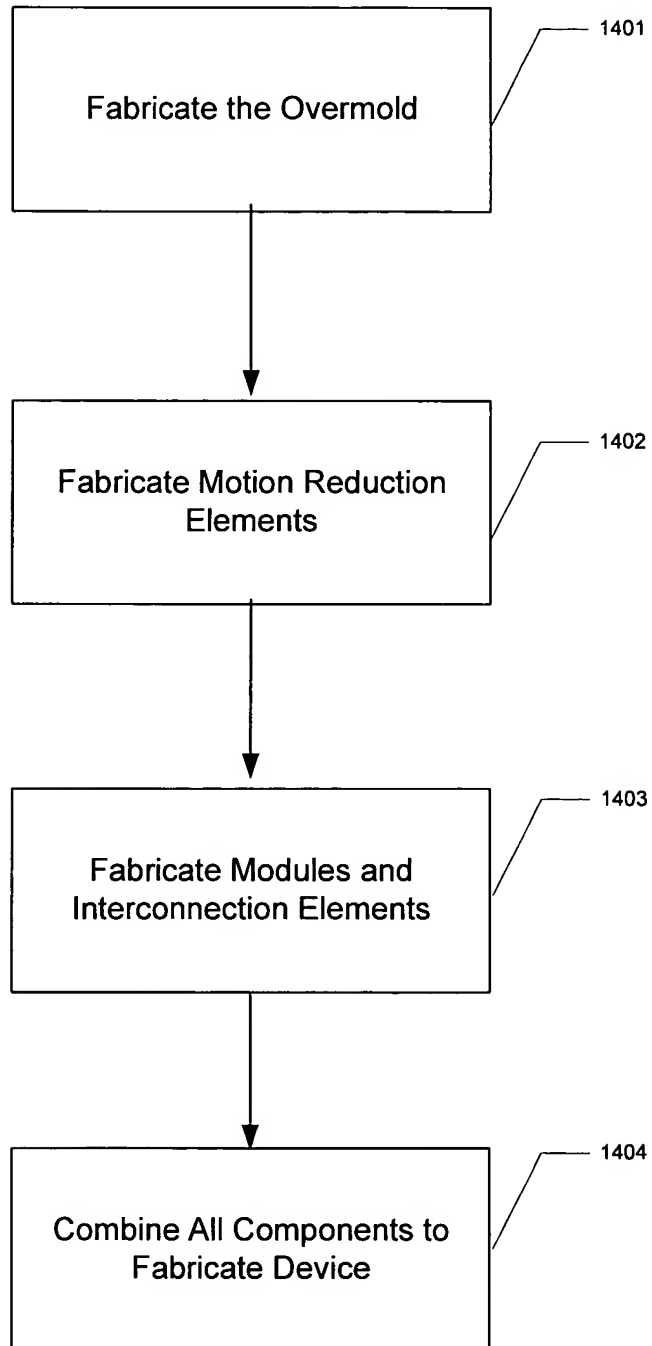 1401
Fabricate the Overmold
1402
Fabricate Motion Reduction
Elements
1403
Fabricate Modules and
Interconnection Elements
1404
Combine All Components to
Fabricate Device